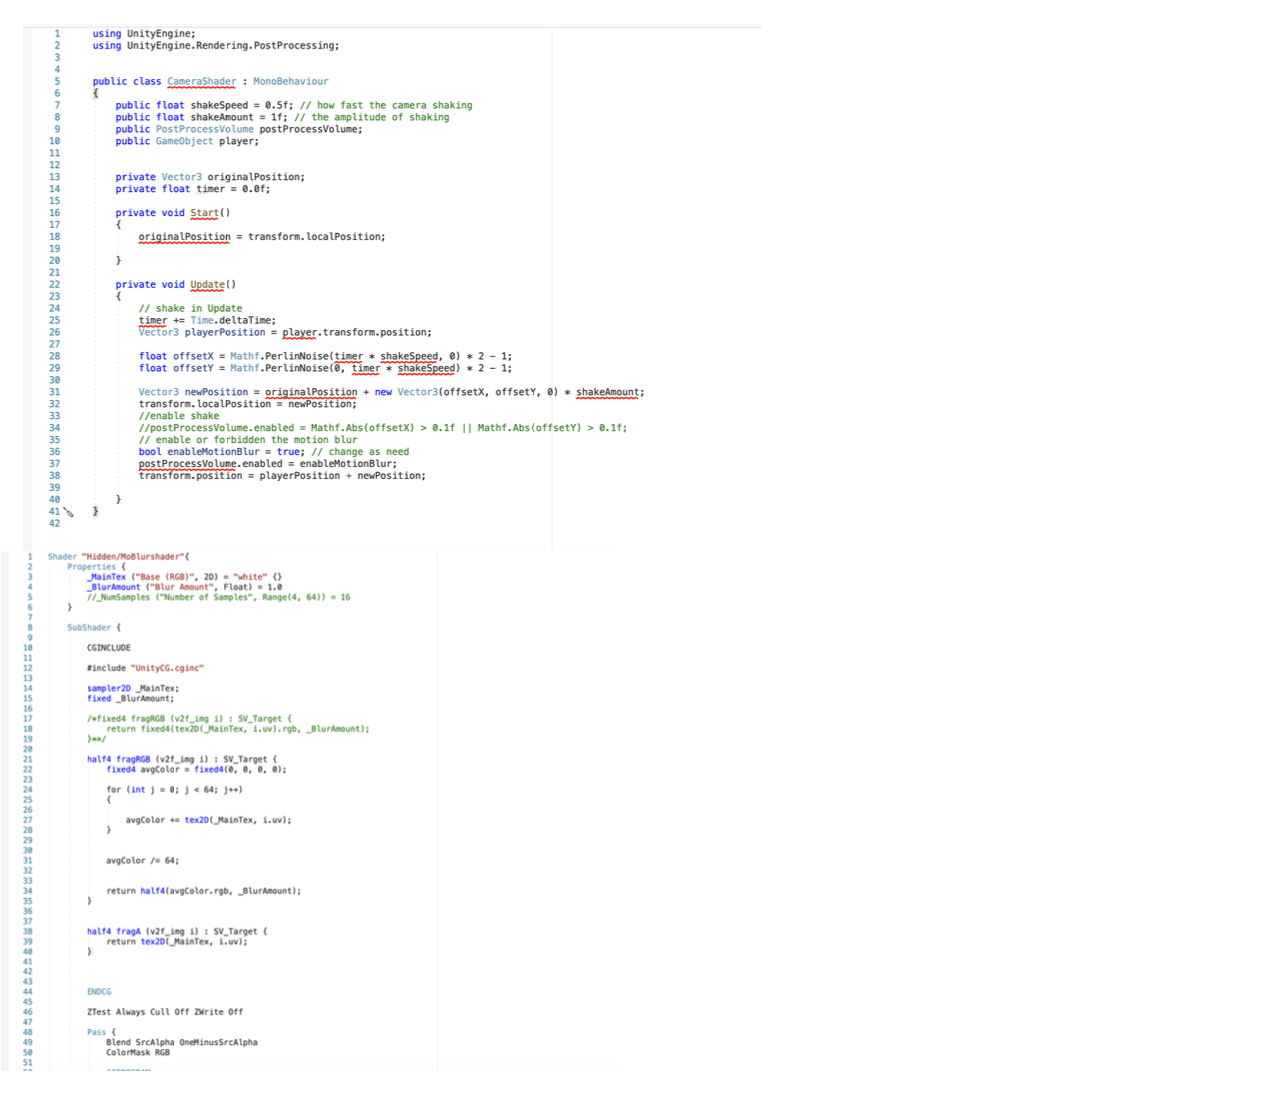 1 using UnityEngine;
2 using UnityEngine.Rendering.PostProcessing;
3
4
5 public class CameraShader : MonoBehaviour
6 {
7 public float shakeSpeed = 0.5f; // how fast the camera shaking
8 public float shakeAmount = 1f; // the amplitude of shaking
9 public PostProcessVolume postProcessVolume;
10 public GameObject player;
11
12
13 private Vector3 originalPosition;
14 private float timer = 0.0f;
15
16 private void Start()
17 {
18 originalPosition = transform.localPosition;
19
20 }
21
22 private void Update()
23 {
24 // shake in Update
25 timer += Time.deltaTime;
26 Vector3 playerPosition = player.transform.position;
27
28 float offsetX = Mathf.PerlinNoise(timer * shakeSpeed, 0) * 2 - 1;
29 float offsetY = Mathf.PerlinNoise(0, timer * shakeSpeed) * 2 - 1;
30
31 Vector3 newPosition = originalPosition + new Vector3(offsetX, offsetY, 0) * shakeAmount;
32 transform.localPosition = newPosition;
33 //enable shake
34 //postProcessVolume.enabled = Mathf.Abs(offsetX) > 0.1f || Mathf.Abs(offsetY) > 0.1f;
35 // enable or forbidden the motion blur
36 bool enableMotionBlur = true; // change as need
37 postProcessVolume.enabled = enableMotionBlur;
38 transform.position = playerPosition + newPosition;
39
40 }
41 }
42
1 Shader "Hidden/MoBlurshader"{
2 Properties {
3 _MainTex ("Base (RGB)", 2D) = "white" {}
4 _BlurAmount ("Blur Amount", Float) = 1.0
5 //_NumSamples ("Number of Samples", Range(4, 64)) = 16
6 }
7
8 SubShader {
9
10 CGINCLUDE
11
12 #include "UnityCG.cginc"
13
14 sampler2D _MainTex;
15 fixed _BlurAmount;
16
17 /*fixed4 fragRGB (v2f_img i) : SV_Target {
18 return fixed4(tex2D(_MainTex, i.uv).rgb, _BlurAmount);
19 }**/
20
21 half4 fragRGB (v2f_img i) : SV_Target {
22 fixed4 avgColor = fixed4(0, 0, 0, 0);
23
24 for (int j = 0; j < 64; j++)
25 {
26
27 avgColor += tex2D(_MainTex, i.uv);
28 }
29
30
31 avgColor /= 64;
32
33
34 return half4(avgColor.rgb, _BlurAmount);
35 }
36
37
38 half4 fragA (v2f_img i) : SV_Target {
39 return tex2D(_MainTex, i.uv);
40 }
41
42
43
44 ENDCG
45
46 ZTest Always Cull Off ZWrite Off
47
48 Pass {
49 Blend SrcAlpha OneMinusSrcAlpha
50 ColorMask RGB
51